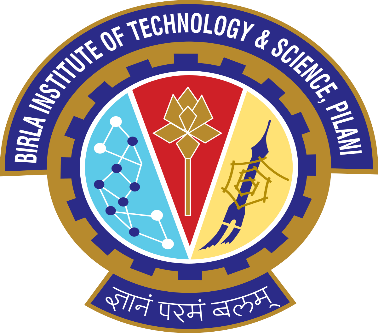 BIRLA INSTITUTE OF TECHNOLOGY & SCIENCE, PILANI
ज्ञानं परमं बलम्